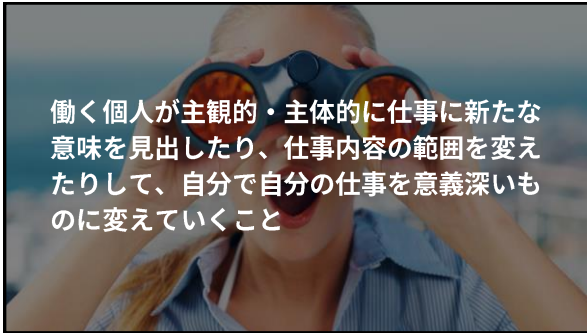 働く個人が主観的・主体的に仕事に新たな
意味を見出したり、仕事内容の範囲を変え
たりして、自分で自分の仕事を意義深いも
のに変えていくこと